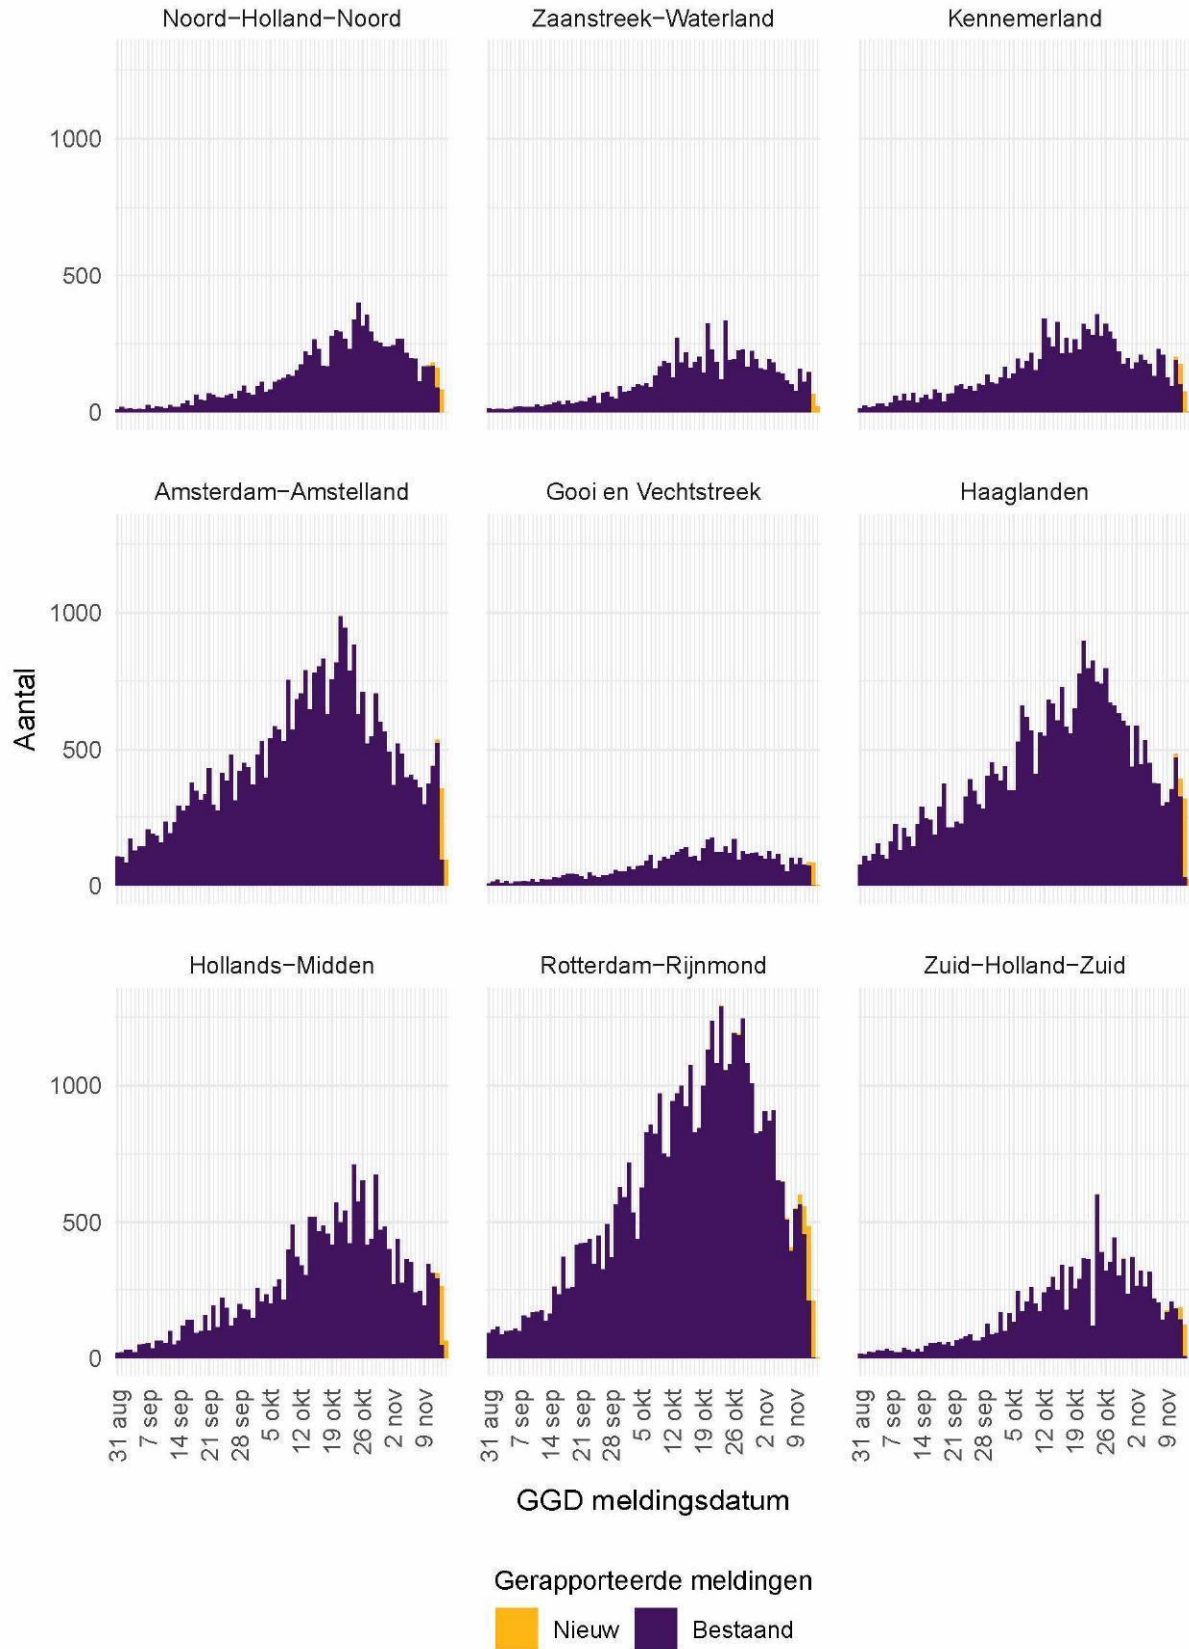 Noord−Holland−Noord
Zaanstreek−Waterland
Kennemerland
1000
500
0
Amsterdam−Amstelland
Gooi en Vechtstreek
Haaglanden
1000
500
0
Aantal
Hollands−Midden
Rotterdam−Rijnmond
Zuid−Holland−Zuid
1000
500
0
31 aug
7 sep
14 sep
21 sep
28 sep
5 okt
12 okt
19 okt
26 okt
2 nov
9 nov
31 aug
7 sep
14 sep
21 sep
28 sep
5 okt
12 okt
19 okt
26 okt
2 nov
9 nov
31 aug
7 sep
14 sep
21 sep
28 sep
5 okt
12 okt
19 okt
26 okt
2 nov
9 nov
GGD meldingsdatum
Gerapporteerde meldingen
Nieuw
Bestaand